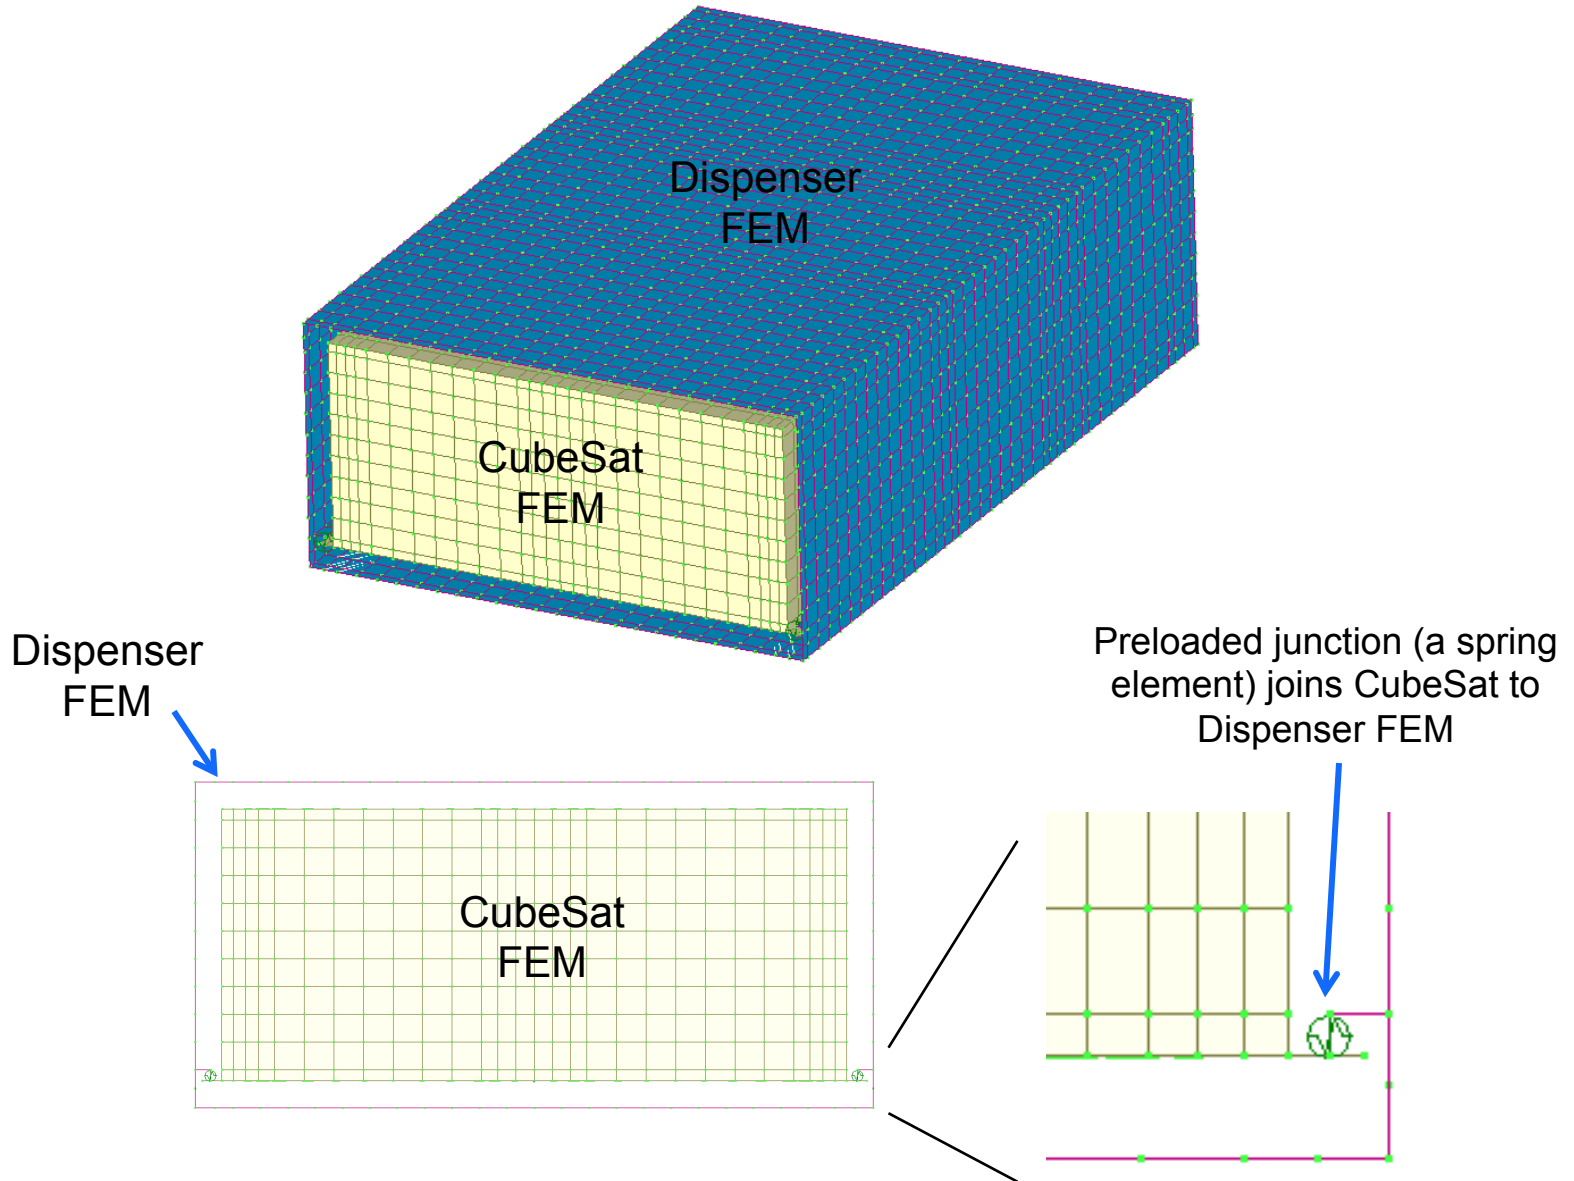 Dispenser
FEM
CubeSat
FEM
Dispenser
FEM
Preloaded junction (a spring
element) joins CubeSat to
Dispenser FEM
CubeSat
FEM